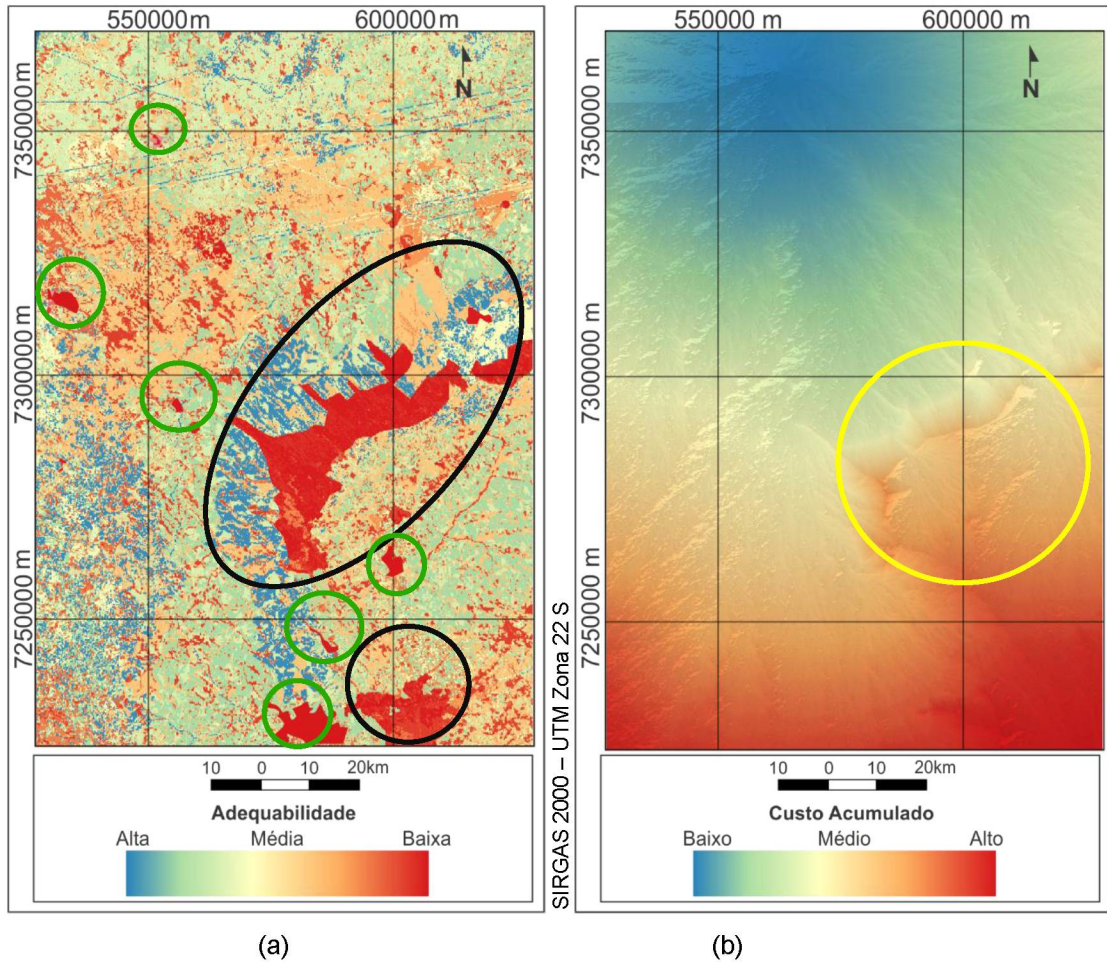 550000 m 600000 m
N
7350000 m
7300000 m
7250000 m
10 0 10 20km
Adequabilidade
Alta Média Baixa
(a)
SIRGAS 2000 – UTM Zona 22 S
550000 m 600000 m
N
7350000 m
7300000 m
7250000 m
10 0 10 20km
Custo Acumulado
Baixo Médio Alto
(b)